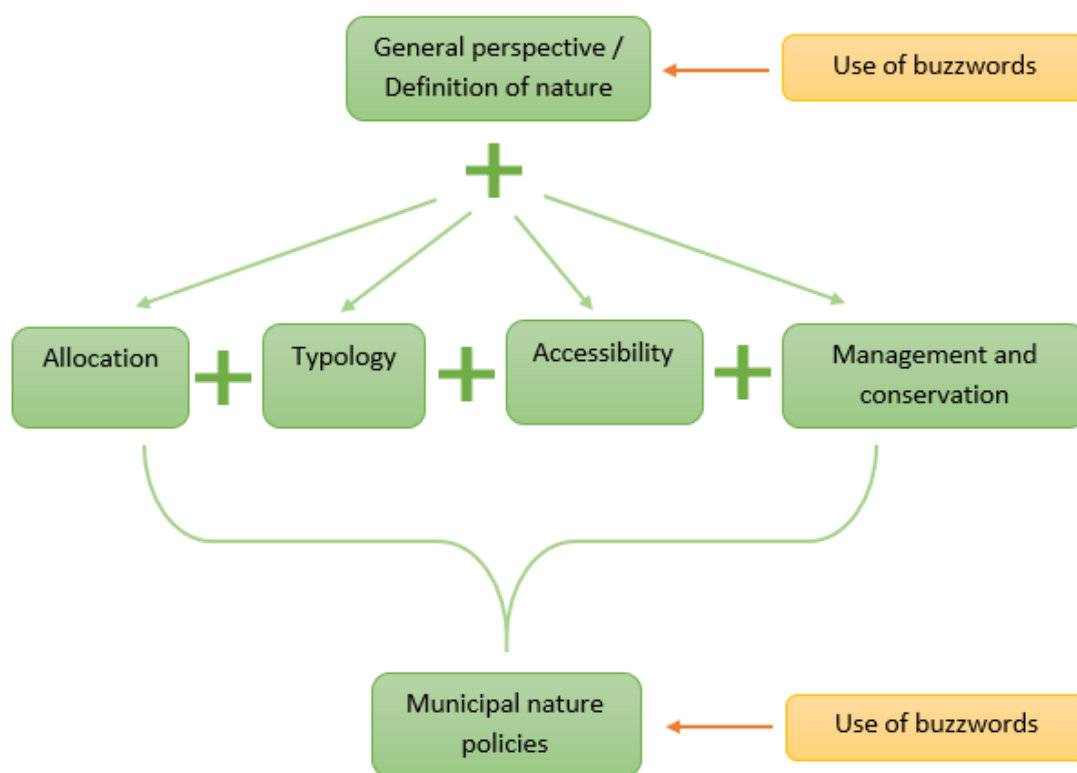 General perspective /
Definition of nature
Use of buzzwords
Allocation
Typology
Accessibility
Management and
conservation
Municipal nature
policies
Use of buzzwords